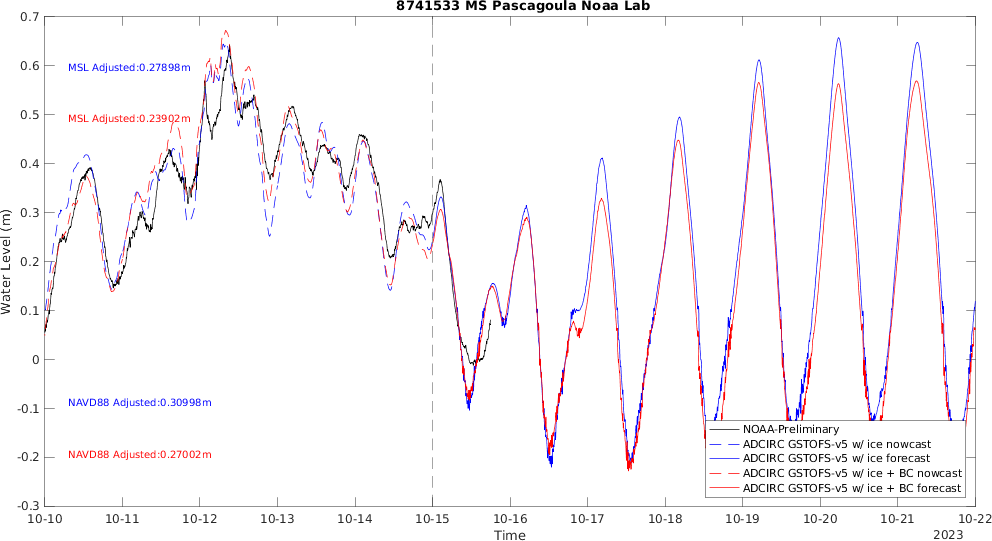 8741533 MS Pascagoula Noaa Lab
Water Level (m)
0.7
0.6
0.5
0.4
0.3
0.2
0.1
0
-0.1
-0.2
-0.3
MSL Adjusted:0.27898m
MSL Adjusted:0.23902m
NAVD88 Adjusted:0.30998m
NAVD88 Adjusted:0.27002m
NOAA-Preliminary
ADCIRC GSTOFS-v5 w/ ice nowcast
ADCIRC GSTOFS-v5 w/ ice forecast
ADCIRC GSTOFS-v5 w/ ice + BC nowcast
ADCIRC GSTOFS-v5 w/ ice + BC forecast
10-10 10-11 10-12 10-13 10-14 10-15 10-16 10-17 10-18 10-19 10-20 10-21 10-22
Time
2023